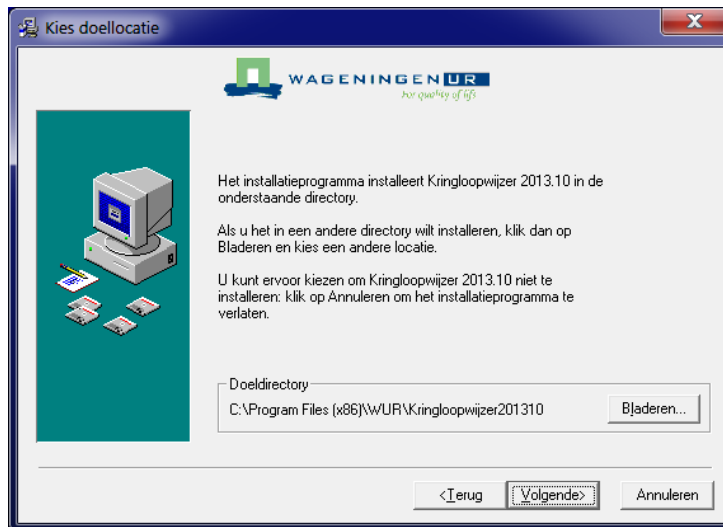 Kies doellocatie
WAGENINGEN UR
For quality of life
Het installatieprogramma installeert Kringloopwijzer 2013.10 in de
onderstaande directory.
Als u het in een andere directory wilt installeren, klik dan op
Bladeren en kies een andere locatie.
U kunt ervoor kiezen om Kringloopwijzer 2013.10 niet te
installeren: klik op Annuleren om het installatieprogramma te
verlaten.
Doeldirectory
C:\Program Files (x86)\WUR\Kringloopwijzer201310
Bladeren...
<Terug
Volgende>
Annuleren